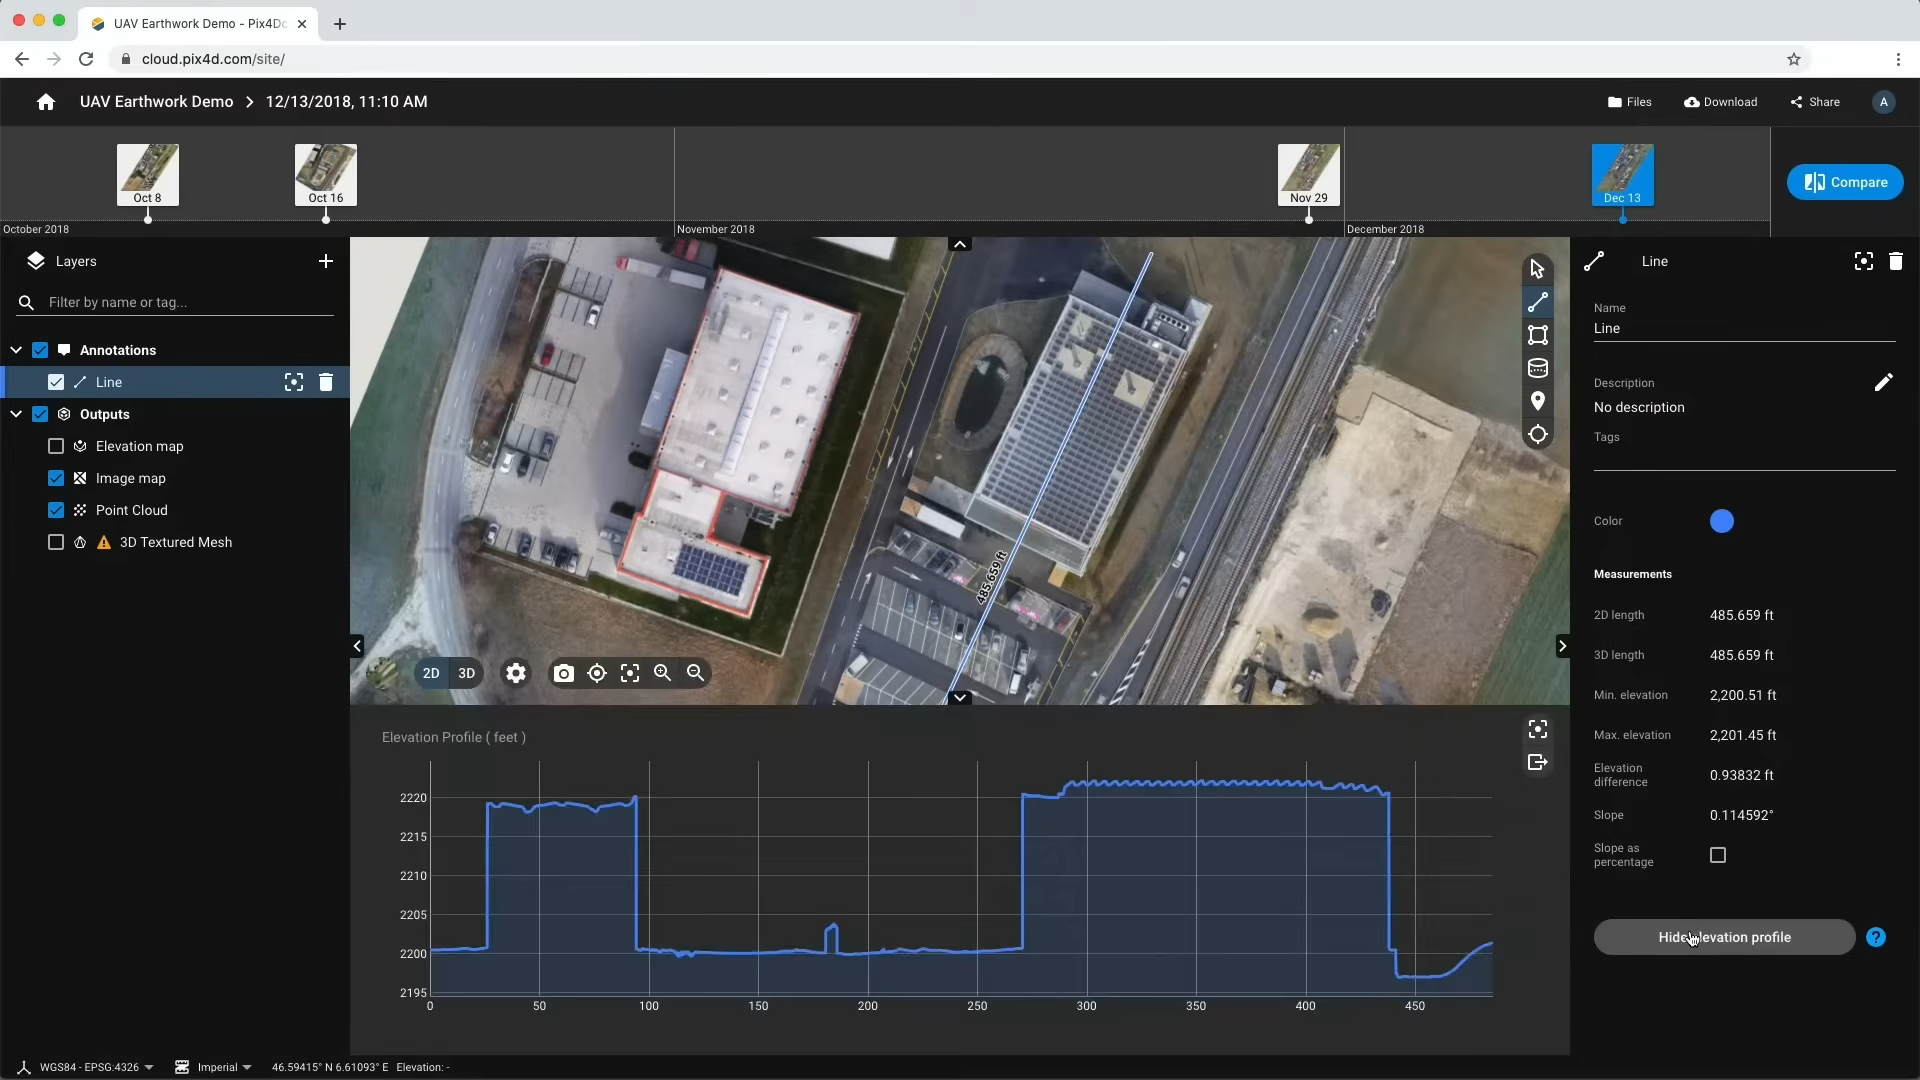 UAV Earthwork Demo - Pix4D
cloud.pix4d.com/site/
UAV Earthwork Demo > 12/13/2018, 11:10 AM
Files
Download
Share
A
Oct 8
Oct 16
Nov 29
Dec 13
Compare
October 2018
November 2018
December 2018
Layers
Filter by name or tag...
Annotations
Line
Outputs
Elevation map
Image map
Point Cloud
3D Textured Mesh
485.659 ft
2D
3D
Line
Name
Line
Description
No description
Tags
Color
Measurements
2D length 485.659 ft
3D length 485.659 ft
Min. elevation 2,200.51 ft
Max. elevation 2,201.45 ft
Elevation
difference 0.93832 ft
Slope 0.114592°
Slope as
percentage
Hide elevation profile
?
Elevation Profile ( feet )
2220
2215
2210
2205
2200
2195
0 50 100 150 200 250 300 350 400 450
WGS84 - EPSG:4326
Imperial
46.59415° N 6.61093° E Elevation: -